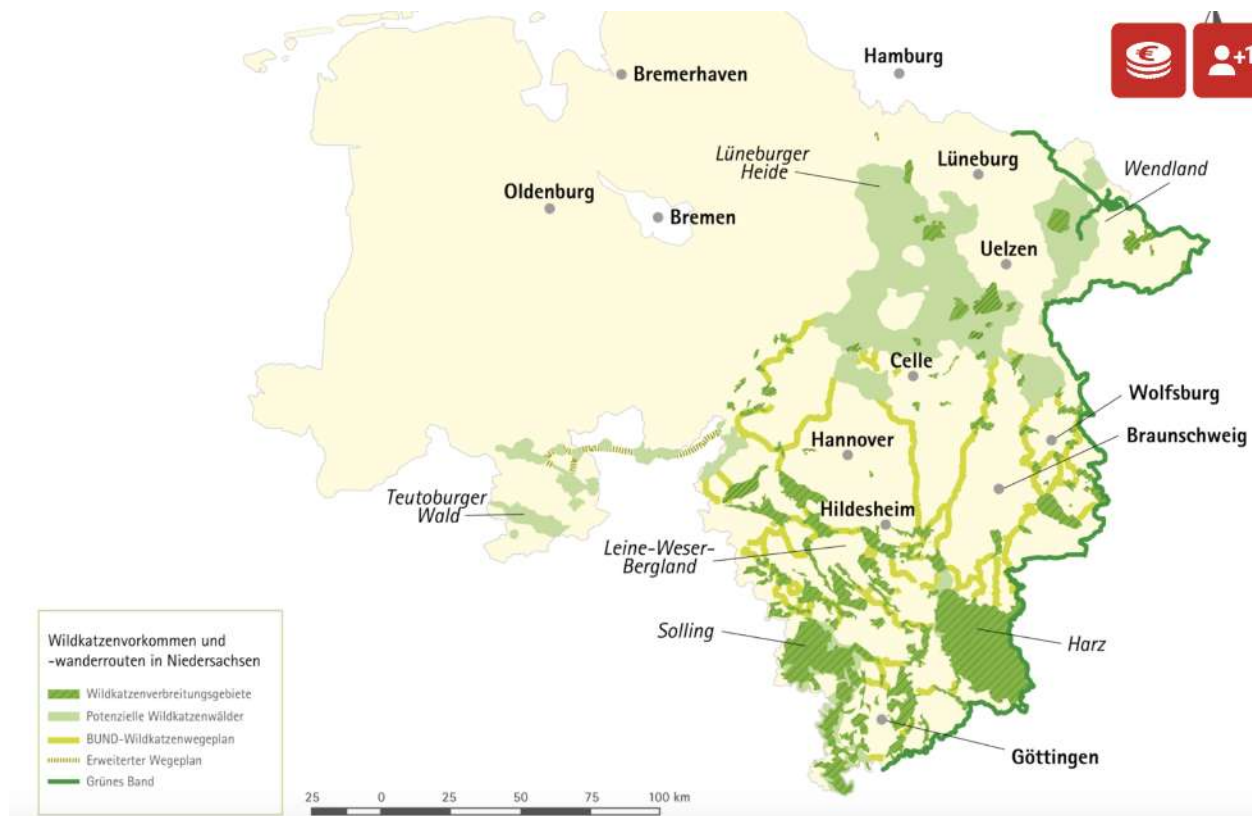 Hamburg
€
+1
Bremerhaven
Lüneburger
Heide
Lüneburg
Wendland
Oldenburg
Bremen
Uelzen
Celle
Wolfsburg
Hannover
Braunschweig
Teutoburger
Wald
Hildesheim
Leine-Weser-
Bergland
Solling
Harz
Göttingen
Wildkatzenvorkommen und
-wanderrouten in Niedersachsen
Wildkatzenverbreitungsgebiete
Potenzielle Wildkatzenwälder
BUND-Wildkatzenwegeplan
Erweiterter Wegeplan
Grünes Band
25 0 25 50 75 100 km